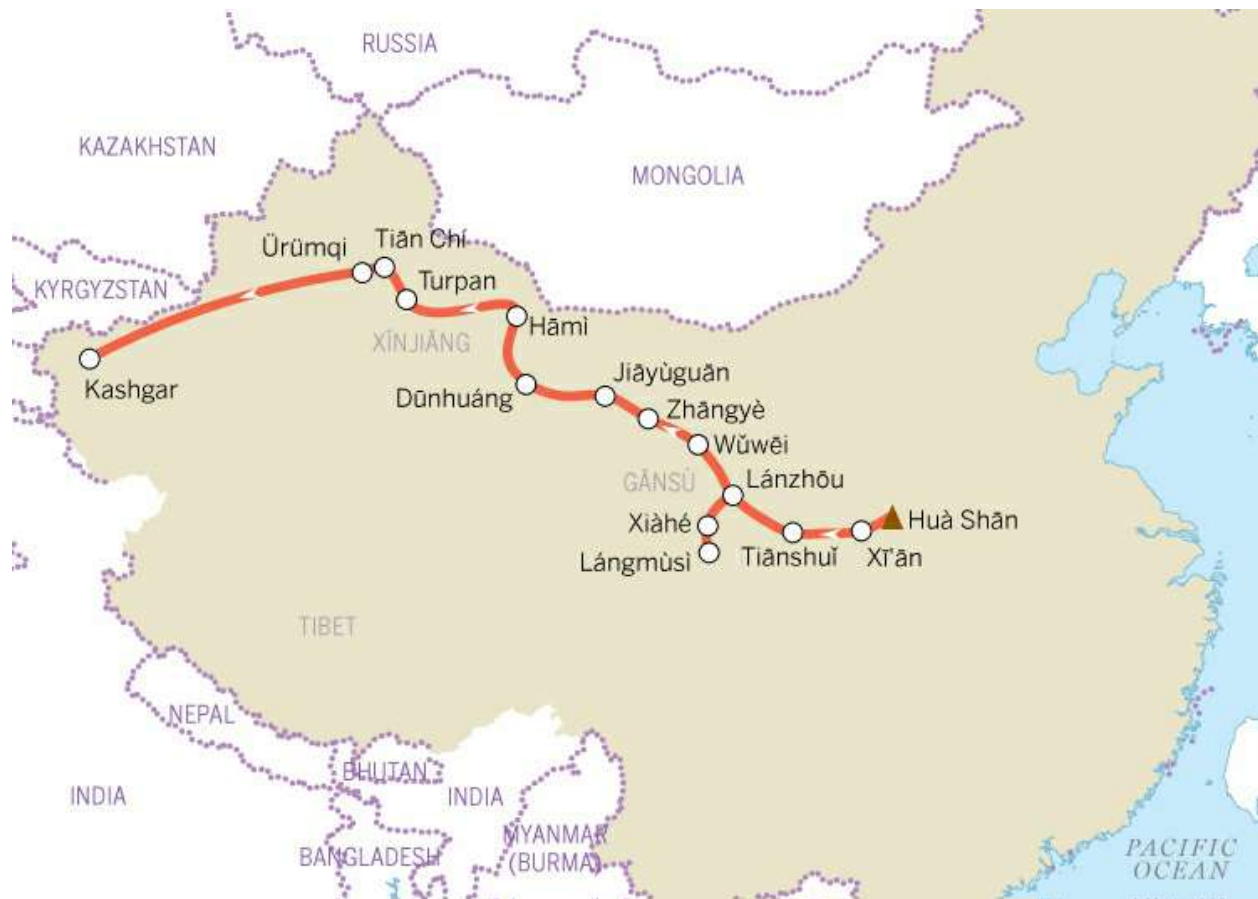 RUSSIA
KAZAKHSTAN
MONGOLIA
Ürümqi
Tiān Chí
KYRGYZSTAN
Turpan
Hāmì
XĪNJIĀNG
Kashgar
Dūnhuáng
Jiāyùguān
Zhāngyè
Wǔwēi
GĀNSÙ
Lánzhōu
Xiàhé
Huà Shān
Lángmùsì
Tiānshuǐ
Xī'ān
TIBET
NEPAL
BHUTAN
INDIA
INDIA
MYANMAR
(BURMA)
BANGLADESH
PACIFIC
OCEAN